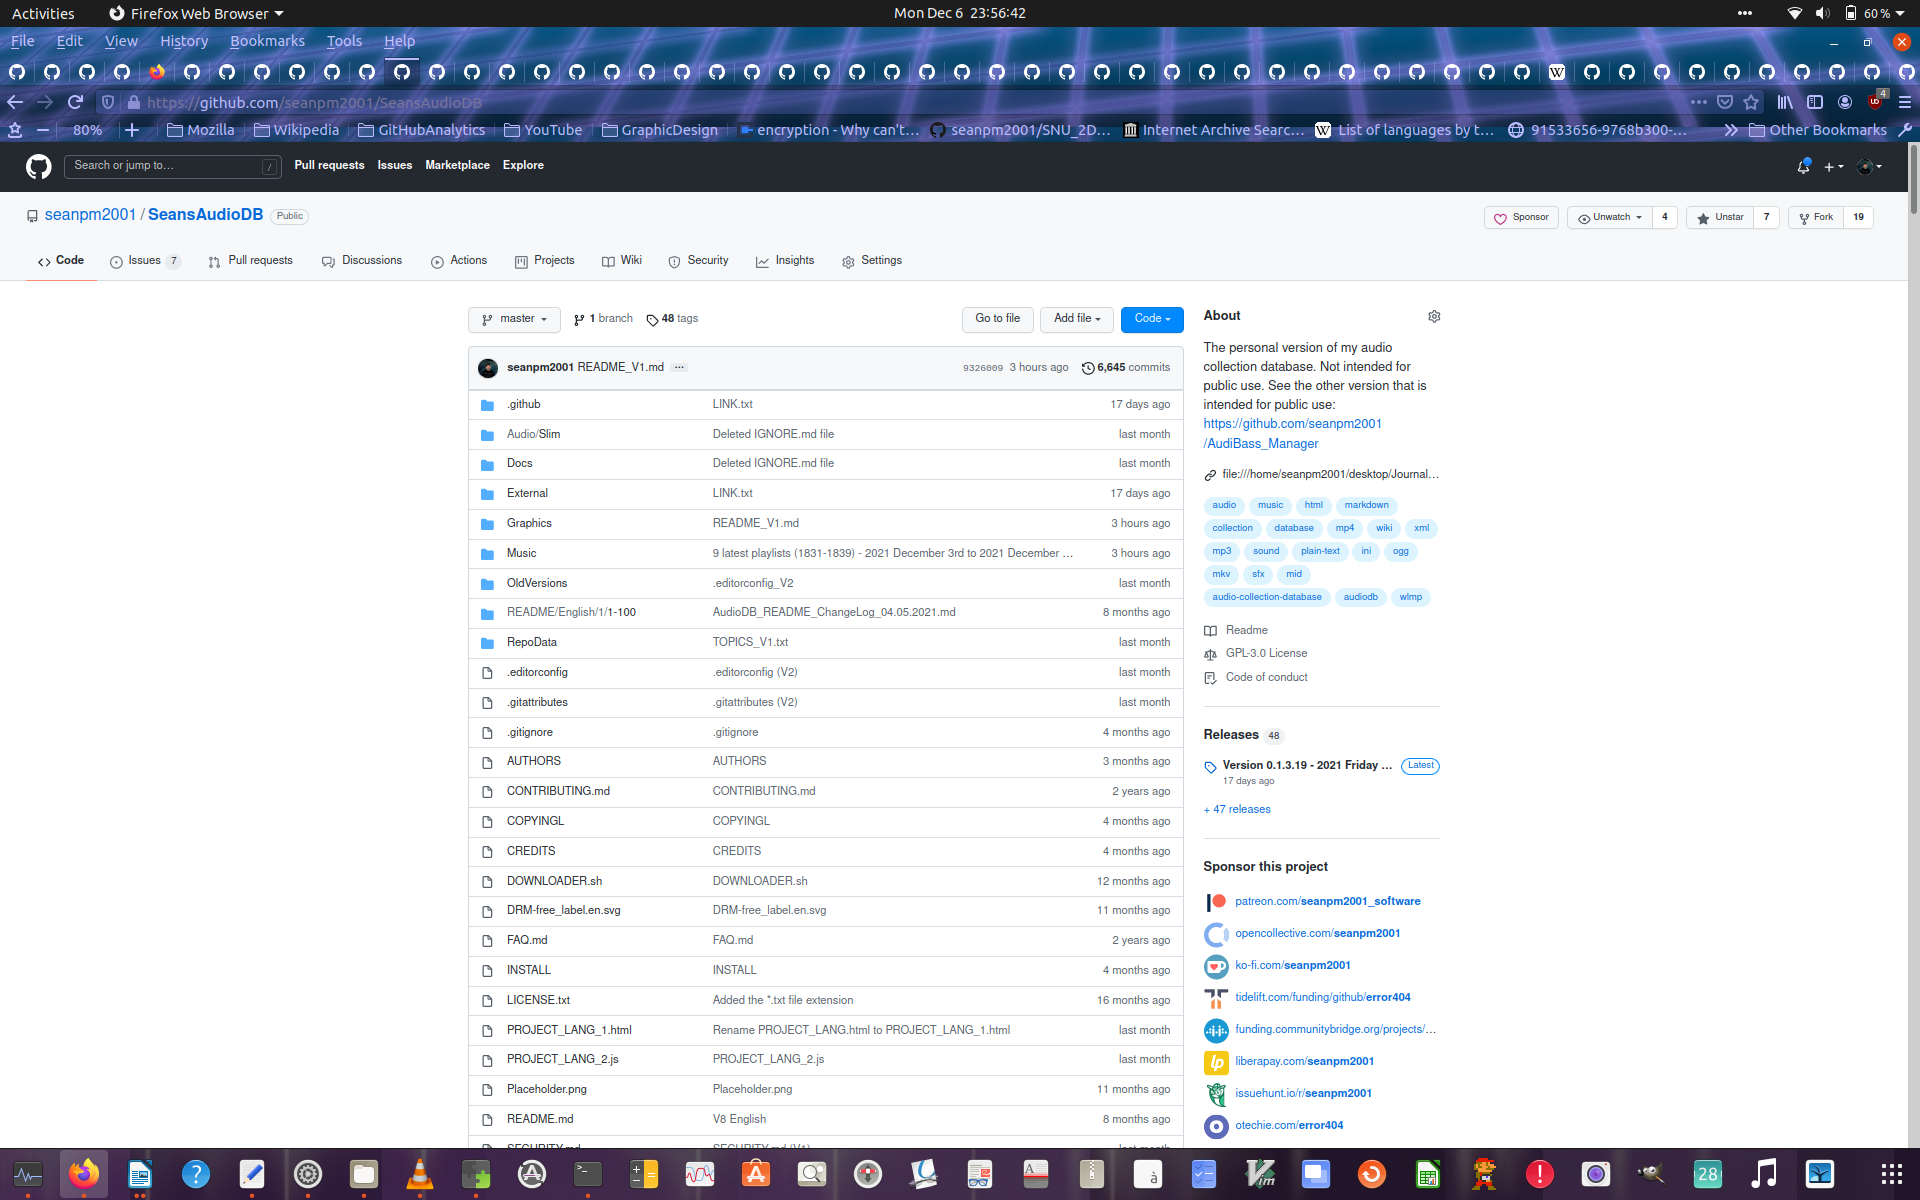 Activities
Firefox Web Browser
Mon Dec 6 23:56:42
60 %
File Edit View History Bookmarks Tools Help
https://github.com/seanpm2001/SeansAudioDB
4
80%
Mozilla
Wikipedia
GitHubAnalytics
YouTube
GraphicDesign
encryption - Why can't…
seanpm2001/SNU_2D…
Internet Archive Searc…
List of languages by t…
91533656-9768b300-…
Other Bookmarks
Search or jump to…
/
Pull requests
Issues
Marketplace
Explore
seanpm2001 / SeansAudioDB
Public
Sponsor
Unwatch 4
Unstar 7
Fork 19
Code
Issues 7
Pull requests
Discussions
Actions
Projects
Wiki
Security
Insights
Settings
master
1 branch
48 tags
Go to file
Add file
Code
seanpm2001 README_V1.md ...
9326009 3 hours ago
6,645 commits
.github LINK.txt 17 days ago
Audio/Slim Deleted IGNORE.md file last month
Docs Deleted IGNORE.md file last month
External LINK.txt 17 days ago
Graphics README_V1.md 3 hours ago
Music 9 latest playlists (1831-1839) - 2021 December 3rd to 2021 December … 3 hours ago
OldVersions .editorconfig_V2 last month
README/English/1/1-100 AudioDB_README_ChangeLog_04.05.2021.md 8 months ago
RepoData TOPICS_V1.txt last month
.editorconfig .editorconfig (V2) last month
.gitattributes .gitattributes (V2) last month
.gitignore .gitignore 4 months ago
AUTHORS AUTHORS 3 months ago
CONTRIBUTING.md CONTRIBUTING.md 2 years ago
COPYINGL COPYINGL 4 months ago
CREDITS CREDITS 4 months ago
DOWNLOADER.sh DOWNLOADER.sh 12 months ago
DRM-free_label.en.svg DRM-free_label.en.svg 11 months ago
FAQ.md FAQ.md 2 years ago
INSTALL INSTALL 4 months ago
LICENSE.txt Added the *.txt file extension 16 months ago
PROJECT_LANG_1.html Rename PROJECT_LANG.html to PROJECT_LANG_1.html last month
PROJECT_LANG_2.js PROJECT_LANG_2.js last month
Placeholder.png Placeholder.png 11 months ago
README.md V8 English 8 months ago
SECURITY.md SECURITY.md (V1) last month
About
The personal version of my audio
collection database. Not intended for
public use. See the other version that is
intended for public use:
https://github.com/seanpm2001
/AudiBass_Manager
file:///home/seanpm2001/desktop/Journal…
audio music html markdown
collection database mp4 wiki xml
mp3 sound plain-text ini ogg
mkv sfx mid
audio-collection-database audiodb wlmp
Readme
GPL-3.0 License
Code of conduct
Releases 48
Version 0.1.3.19 - 2021 Friday … Latest
17 days ago
+ 47 releases
Sponsor this project
patreon.com/seanpm2001_software
opencollective.com/seanpm2001
ko-fi.com/seanpm2001
tidelift.com/funding/github/error404
funding.communitybridge.org/projects/…
liberapay.com/seanpm2001
issuehunt.io/r/seanpm2001
otechie.com/error404
28